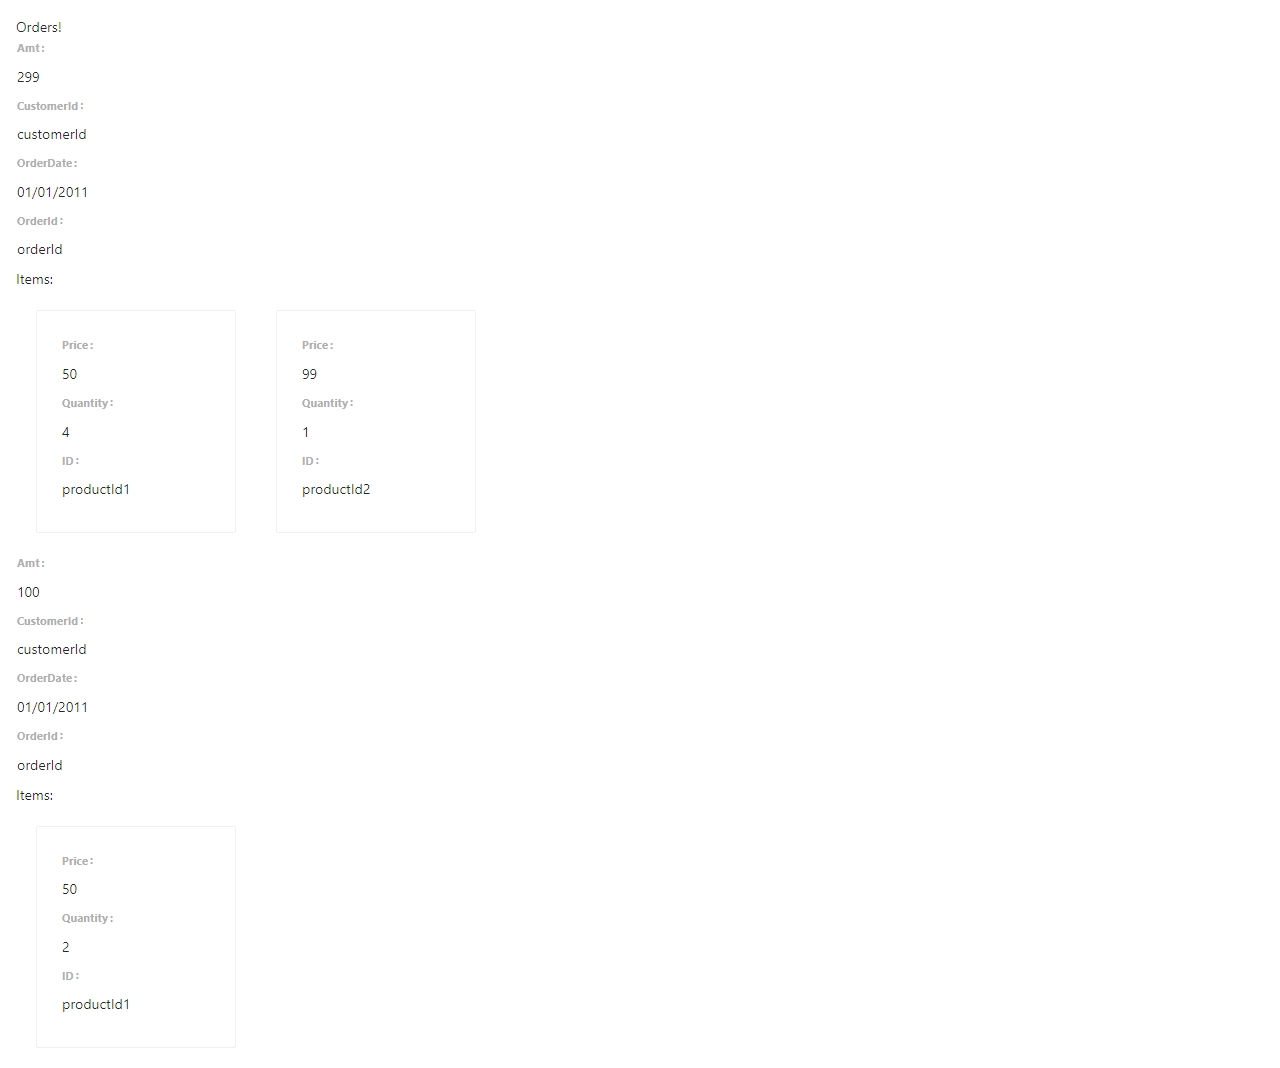 Orders!
Amt:
299
CustomerId:
customerId
OrderDate:
01/01/2011
OrderId:
orderId
Items:
Price:
50
Quantity:
4
ID:
productId1
Price:
99
Quantity:
1
ID:
productId2
Amt:
100
CustomerId:
customerId
OrderDate:
01/01/2011
OrderId:
orderId
Items:
Price:
50
Quantity:
2
ID:
productId1